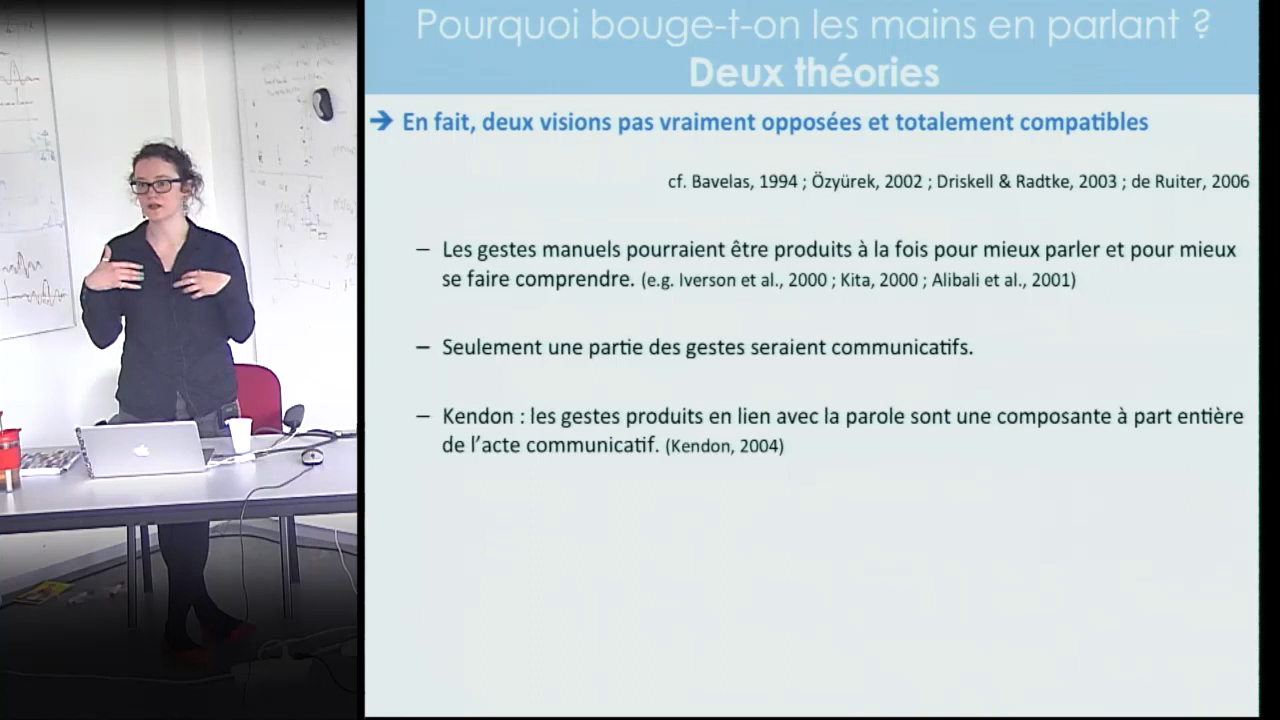 Pourquoi bouge-t-on les mains en parlant ?
Deux théories
➔ En fait, deux visions pas vraiment opposées et totalement compatibles
cf. Bavelas, 1994 ; Özyürek, 2002 ; Driskell & Radtke, 2003 ; de Ruiter, 2006
– Les gestes manuels pourraient être produits à la fois pour mieux parler et pour mieux
se faire comprendre. (e.g. Iverson et al., 2000 ; Kita, 2000 ; Alibali et al., 2001)
– Seulement une partie des gestes seraient communicatifs.
– Kendon : les gestes produits en lien avec la parole sont une composante à part entière
de l’acte communicatif. (Kendon, 2004)